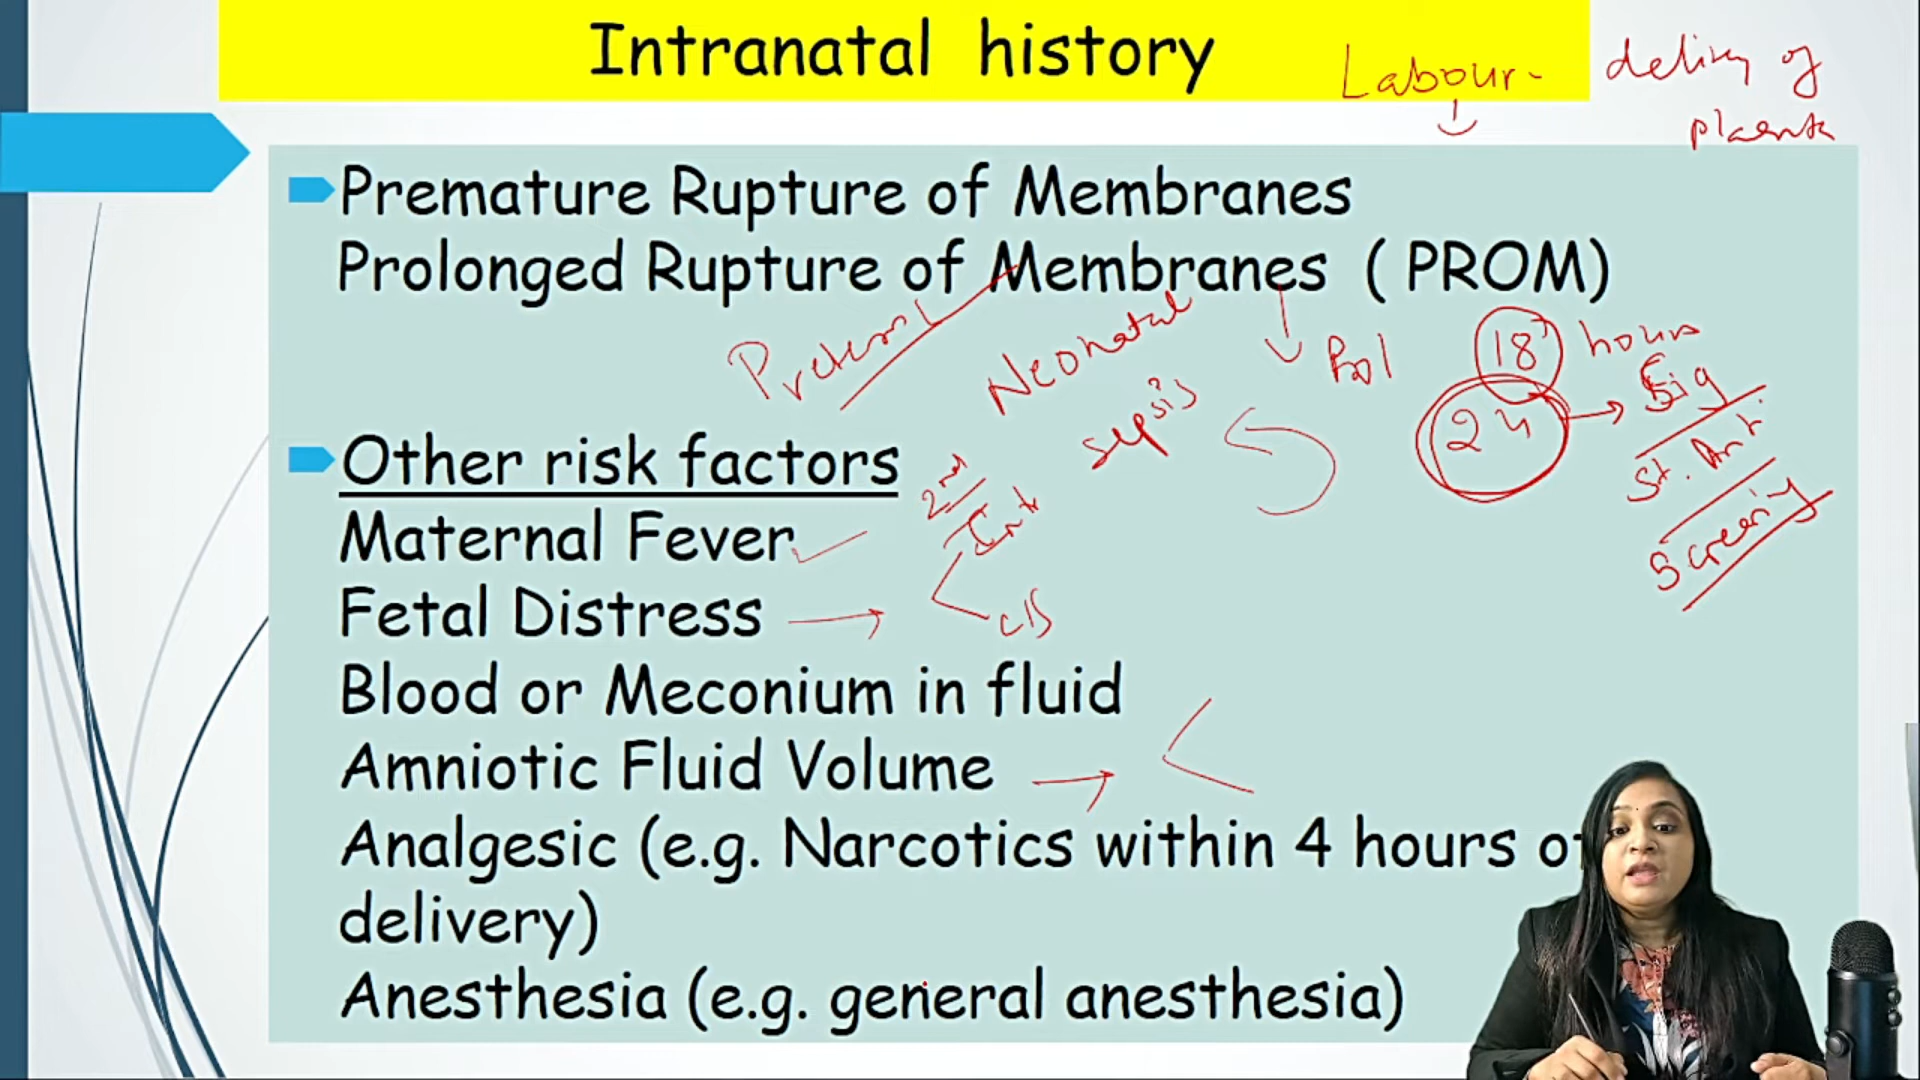 Intranatal history
Labour - delivery of
placenta
Premature Rupture of Membranes
Prolonged Rupture of Membranes ( PROM)
Preterm
Neonatal
sepsis
18 hours
24
Sig
St. Ant.
Screening
Other risk factors
2nd
Maternal Fever
Fetal Distress
Blood or Meconium in fluid
Amniotic Fluid Volume
Analgesic (e.g. Narcotics within 4 hours of
delivery)
Anesthesia (e.g. general anesthesia)